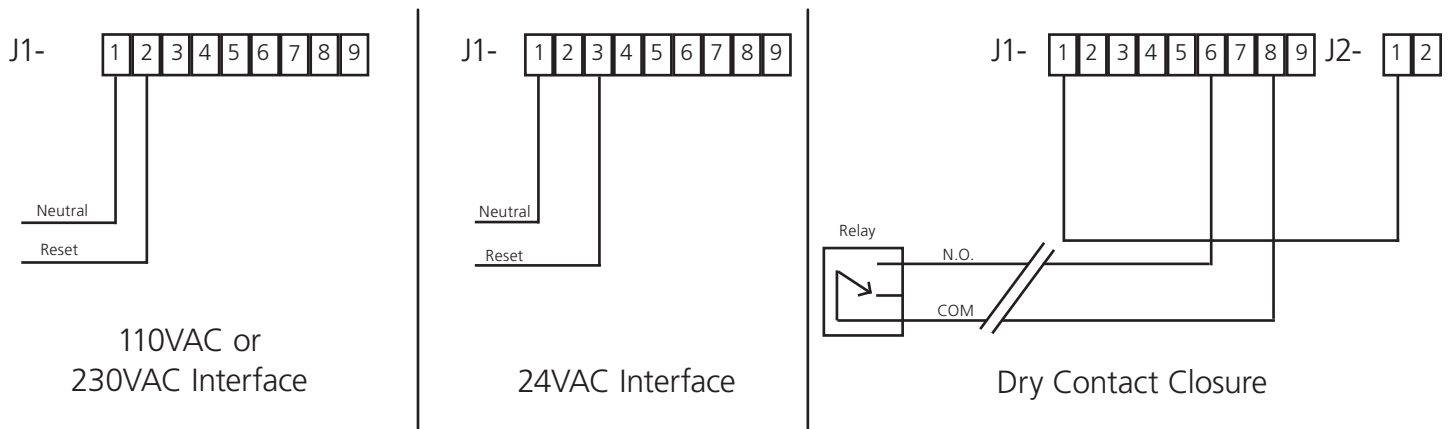 J1- 1 2 3 4 5 6 7 8 9
Neutral
Reset
110VAC or
230VAC Interface
J1- 1 2 3 4 5 6 7 8 9
Neutral
Reset
24VAC Interface
J1- 1 2 3 4 5 6 7 8 9 J2- 1 2
Relay
N.O.
COM
Dry Contact Closure